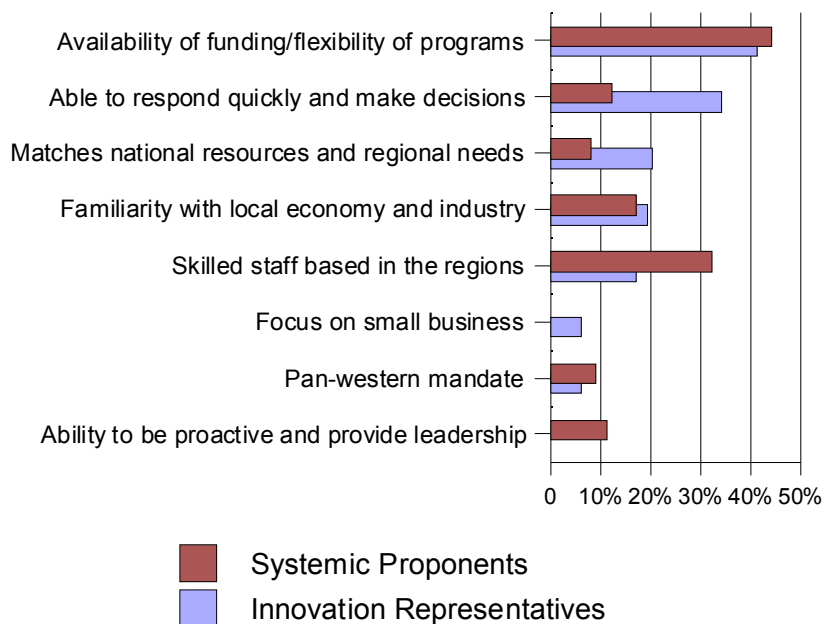 Availability of funding/flexibility of programs
Able to respond quickly and make decisions
Matches national resources and regional needs
Familiarity with local economy and industry
Skilled staff based in the regions
Focus on small business
Pan-western mandate
Ability to be proactive and provide leadership
0 10% 20% 30% 40% 50%
Systemic Proponents
Innovation Representatives